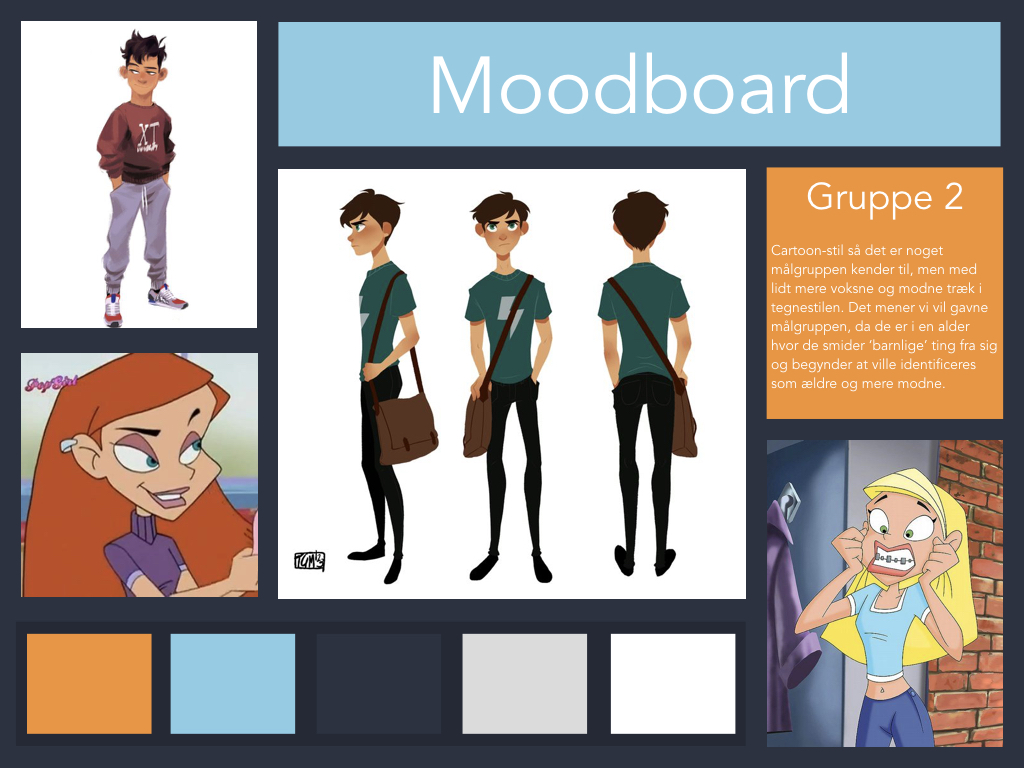 Moodboard
Gruppe 2
Cartoon-stil så det er noget
målgruppen kender til, men med
lidt mere voksne og modne træk i
tegnestilen. Det mener vi vil gavne
målgruppen, da de er i en alder
hvor de smider ‘barnlige’ ting fra sig
og begynder at ville identificeres
som ældre og mere modne.
XT
PopGirl